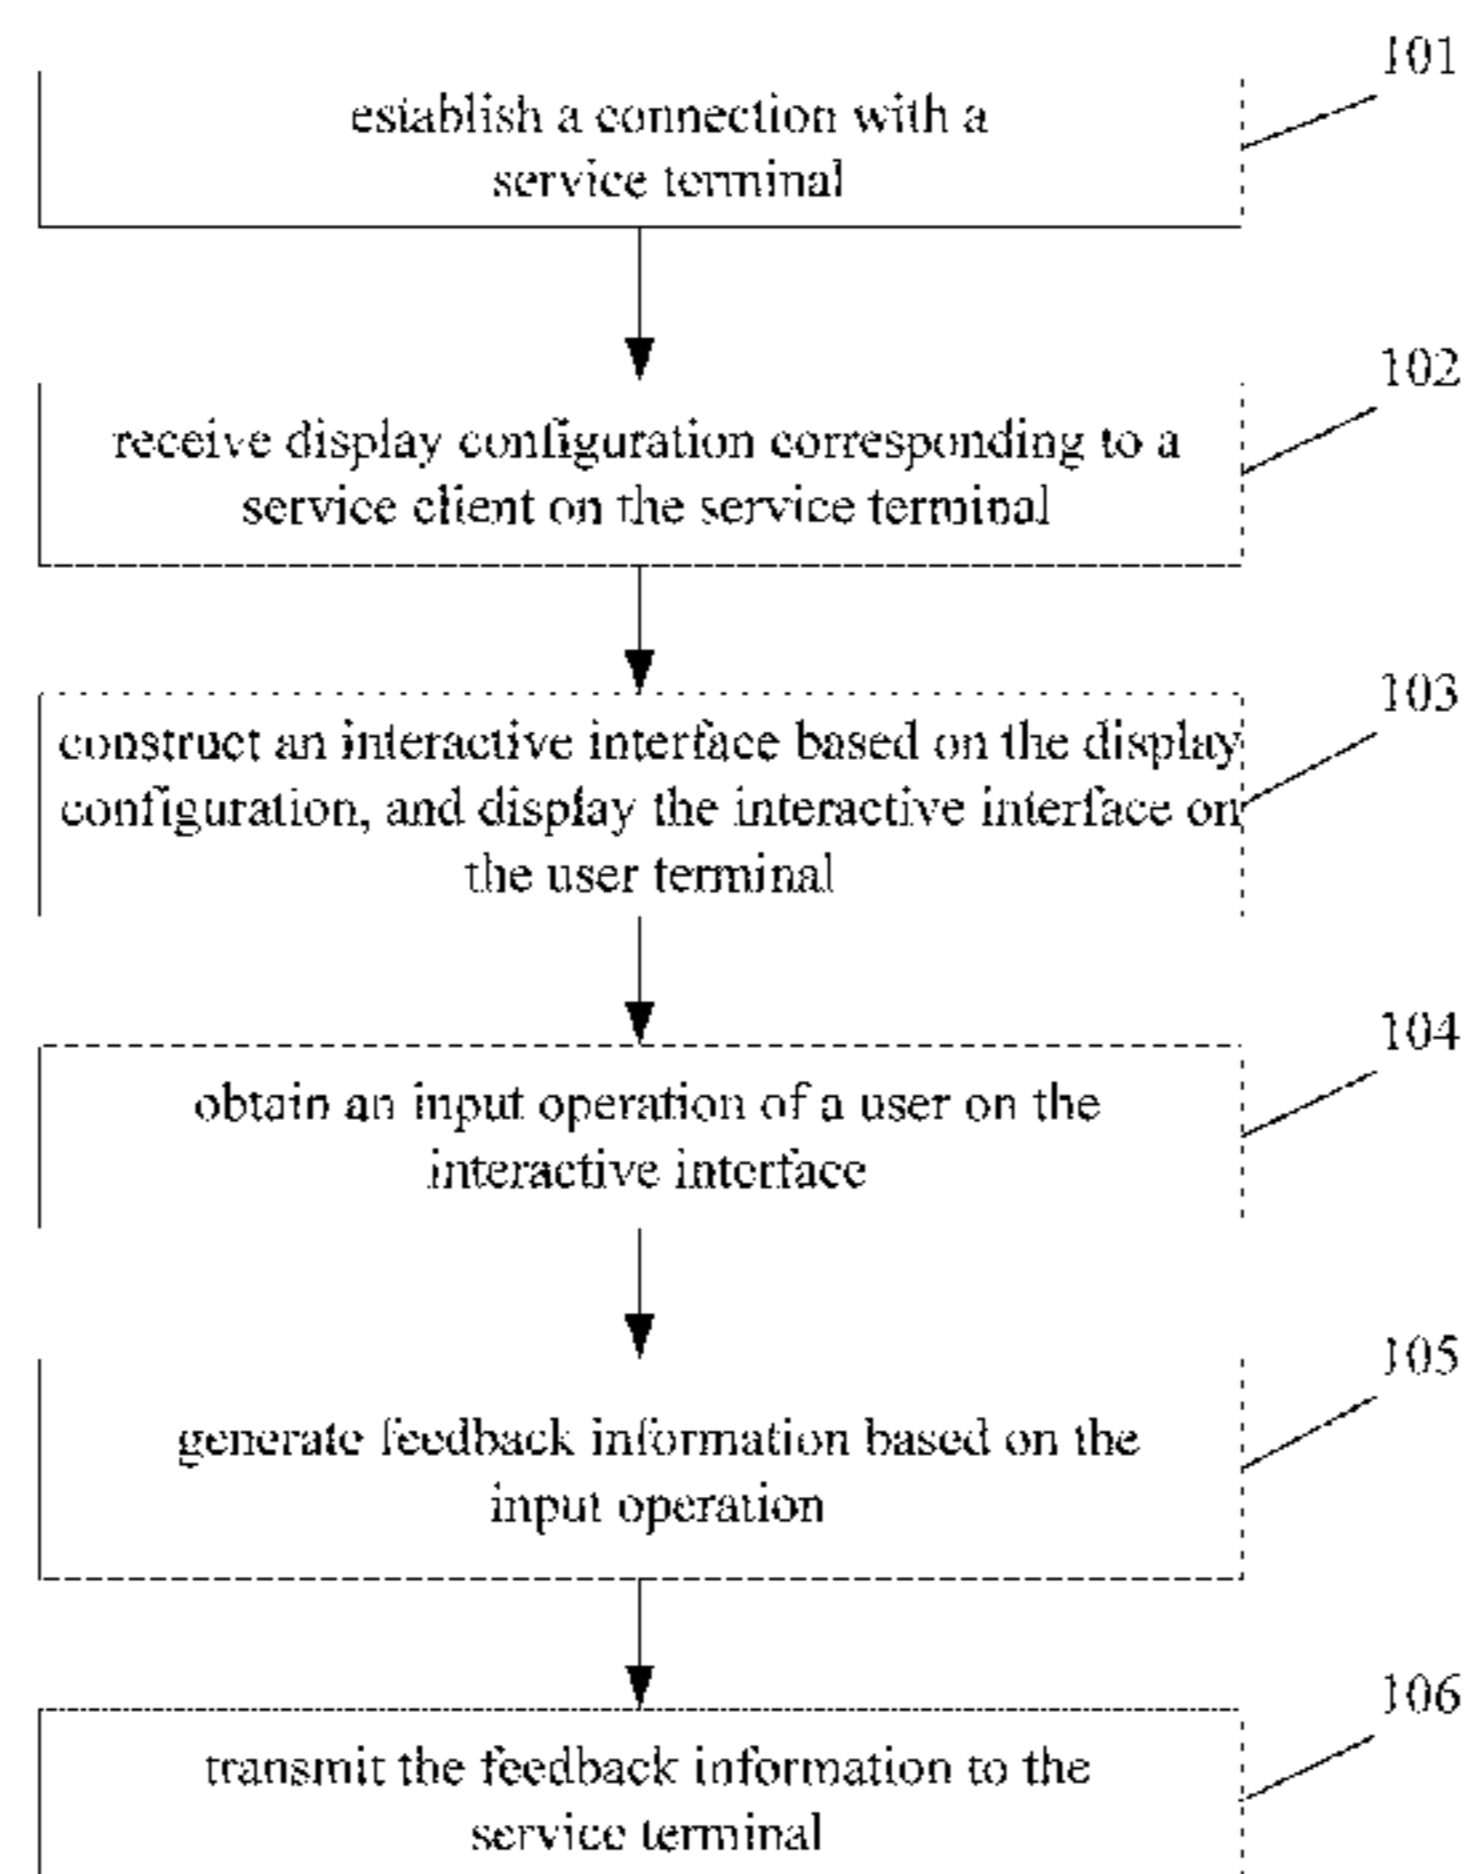 101
establish a connection with a
service terminal
102
receive display configuration corresponding to a
service client on the service terminal
103
construct an interactive interface based on the display
configuration, and display the interactive interface on
the user terminal
104
obtain an input operation of a user on the
interactive interface
105
generate feedback information based on the
input operation
106
transmit the feedback information to the
service terminal